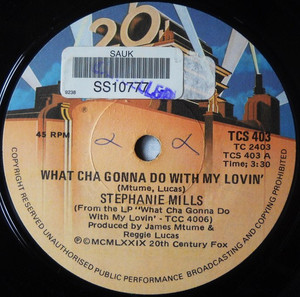 20
SAUK
9238
SS10777
45 RPM
TCS 403
TC 2403
TCS 403 A
Time; 3:30
WHAT CHA GONNA DO WITH MY LOVIN'
(Mtume, Lucas)
STEPHANIE MILLS
(From the LP "What Cha Gonna Do
With My Lovin' - TCC 4006)
Produced by James Mtume &
Reggie Lucas
ⓟ©MCMLXXIX 20th Century Fox
COPYRIGHT RESERVED UNAUTHORISED PUBLIC PERFORMANCE BROADCASTING AND COPYING PROHIBITED